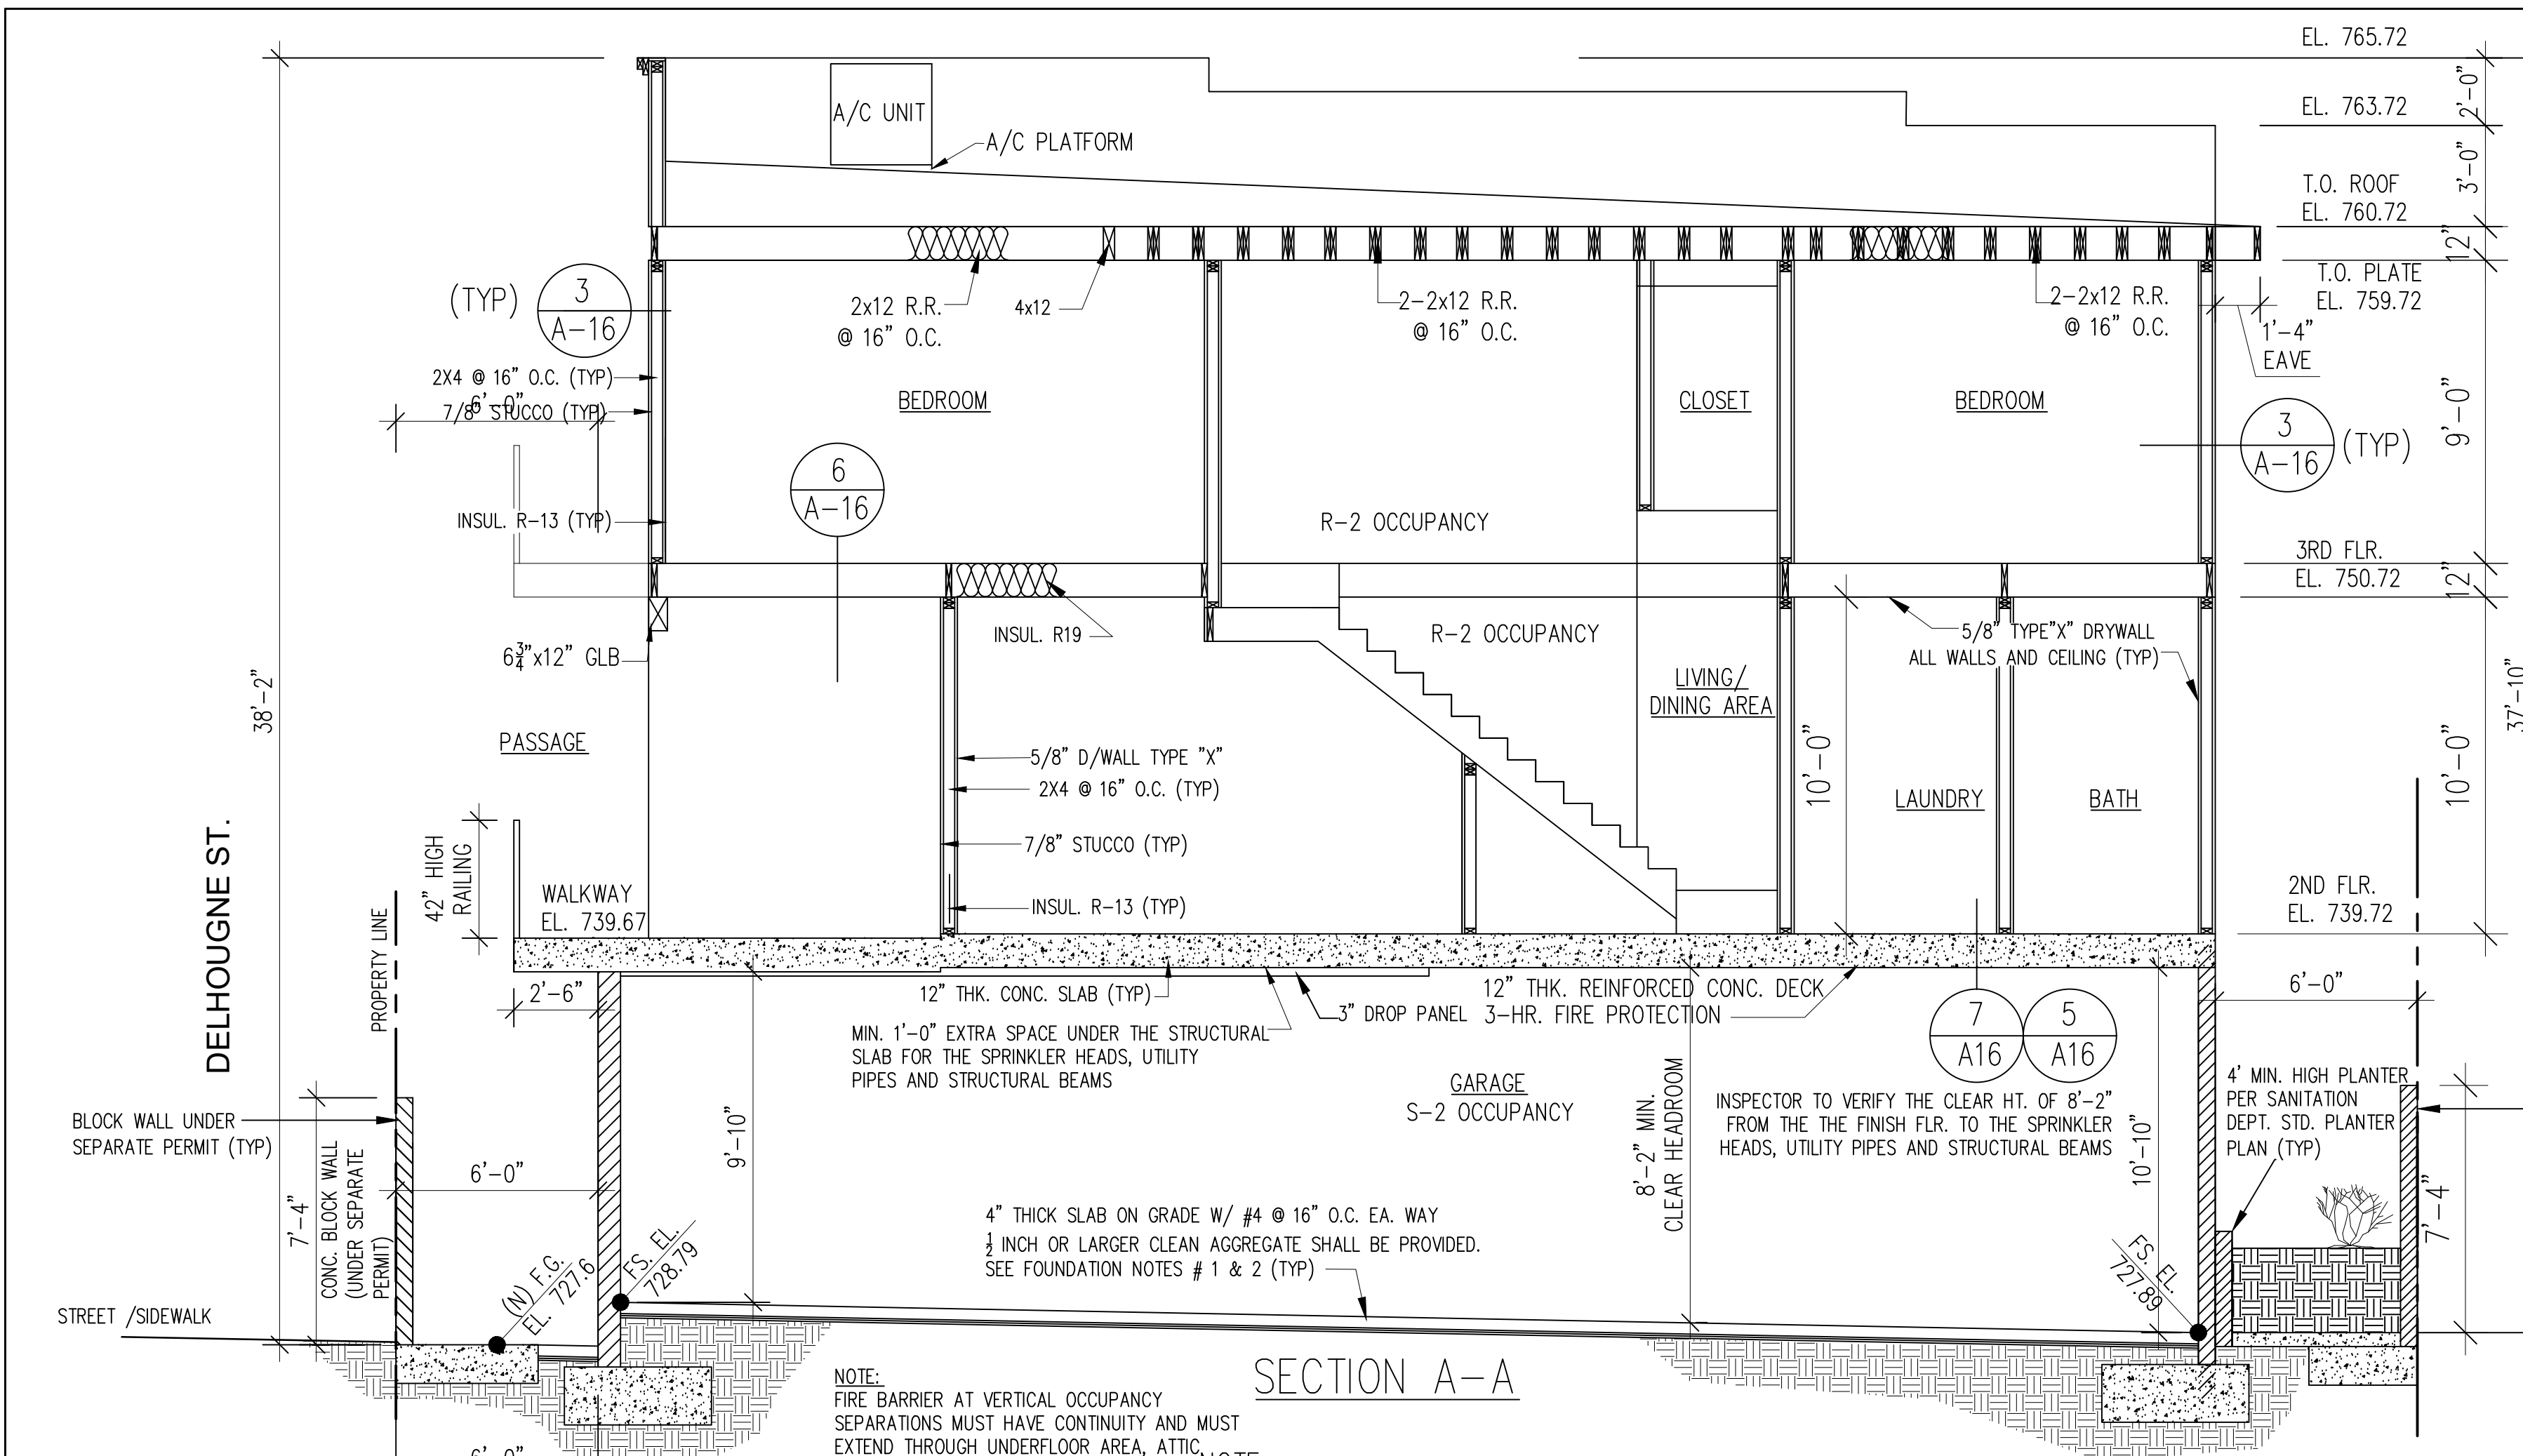 EL. 765.72
2'-0"
EL. 763.72
3'-0"
T.O. ROOF
EL. 760.72
12"
T.O. PLATE
EL. 759.72
1'-4"
EAVE
9'-0"
3RD FLR.
EL. 750.72
12"
10'-0"
37'-10"
2ND FLR.
EL. 739.72
A/C UNIT
A/C PLATFORM
(TYP)
3
A-16
2x12 R.R.
@ 16" O.C.
4x12
2-2x12 R.R.
@ 16" O.C.
2-2x12 R.R.
@ 16" O.C.
2X4 @ 16" O.C. (TYP)
6'-0"
7/8" STUCCO (TYP)
INSUL. R-13 (TYP)
BEDROOM
CLOSET
BEDROOM
3
A-16
(TYP)
6
A-16
R-2 OCCUPANCY
38'-2"
6 3/4"x12" GLB
INSUL. R19
R-2 OCCUPANCY
5/8" TYPE"X" DRYWALL
ALL WALLS AND CEILING (TYP)
LIVING/
DINING AREA
PASSAGE
5/8" D/WALL TYPE "X"
2X4 @ 16" O.C. (TYP)
7/8" STUCCO (TYP)
INSUL. R-13 (TYP)
10'-0"
LAUNDRY
BATH
DELHOUGNE ST.
PROPERTY LINE
42" HIGH
RAILING
WALKWAY
EL. 739.67
2'-6"
12" THK. CONC. SLAB (TYP)
3" DROP PANEL
12" THK. REINFORCED CONC. DECK
3-HR. FIRE PROTECTION
MIN. 1'-0" EXTRA SPACE UNDER THE STRUCTURAL
SLAB FOR THE SPRINKLER HEADS, UTILITY
PIPES AND STRUCTURAL BEAMS
7
A16
5
A16
6'-0"
GARAGE
S-2 OCCUPANCY
8'-2" MIN.
CLEAR HEADROOM
INSPECTOR TO VERIFY THE CLEAR HT. OF 8'-2"
FROM THE THE FINISH FLR. TO THE SPRINKLER
HEADS, UTILITY PIPES AND STRUCTURAL BEAMS
10'-10"
4' MIN. HIGH PLANTER
PER SANITATION
DEPT. STD. PLANTER
PLAN (TYP)
7'-4"
BLOCK WALL UNDER
SEPARATE PERMIT (TYP)
7'-4"
CONC. BLOCK WALL
(UNDER SEPARATE
PERMIT)
6'-0"
9'-10"
4" THICK SLAB ON GRADE W/ #4 @ 16" O.C. EA. WAY
1/2 INCH OR LARGER CLEAN AGGREGATE SHALL BE PROVIDED.
SEE FOUNDATION NOTES # 1 & 2 (TYP)
(N) F.G.
EL. 727.6
FS. EL.
728.79
FS. EL.
727.89
STREET /SIDEWALK
SECTION A-A
NOTE:
FIRE BARRIER AT VERTICAL OCCUPANCY
SEPARATIONS MUST HAVE CONTINUITY AND MUST
EXTEND THROUGH UNDERFLOOR AREA, ATTIC
NOTE
6'-0"